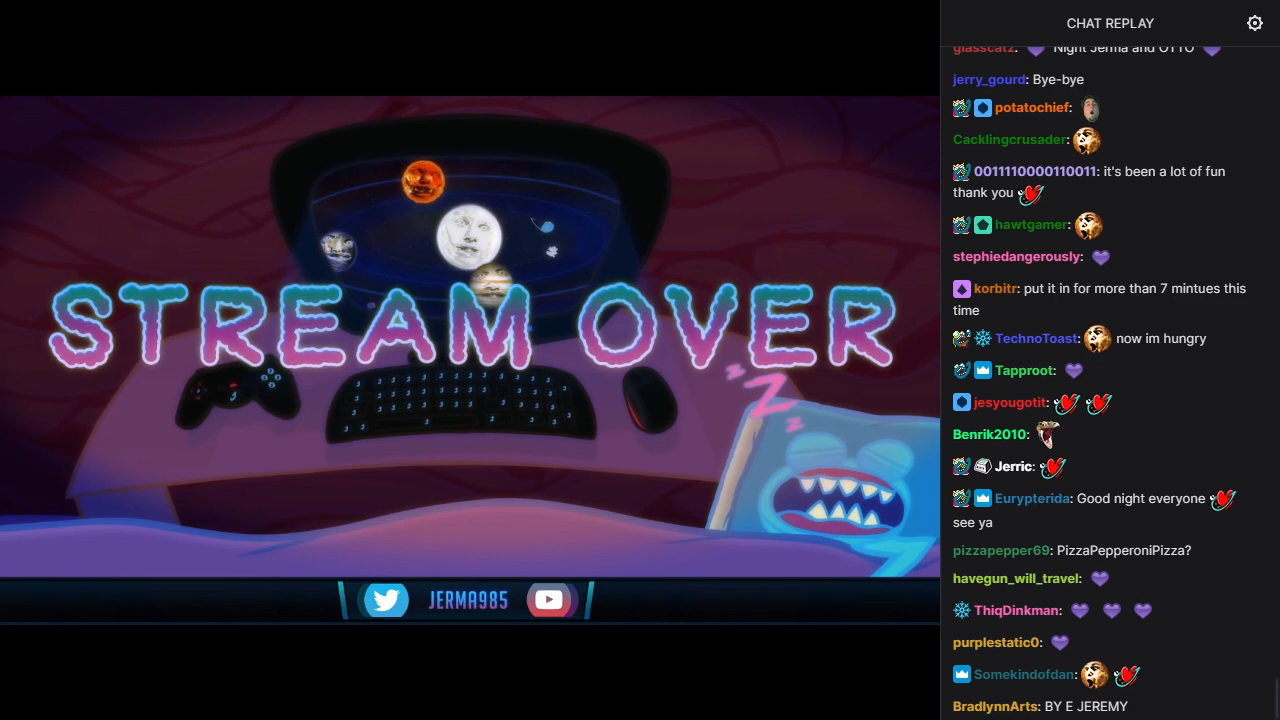 STREAM OVER
z
Z
z
JERMA985
CHAT REPLAY
glasscatz: Night Jerma and OTTO
jerry_gourd: Bye-bye
potatochief:
Cacklingcrusader:
0011110000110011: it's been a lot of fun
thank you
hawtgamer:
stephiedangerously:
korbitr: put it in for more than 7 mintues this
time
TechnoToast: now im hungry
Tapproot:
jesyougotit:
Benrik2010:
Jerric:
Eurypterida: Good night everyone
see ya
pizzapepper69: PizzaPepperoniPizza?
havegun_will_travel:
ThiqDinkman:
purplestatic0:
Somekindofdan:
BradlynnArts: BY E JEREMY